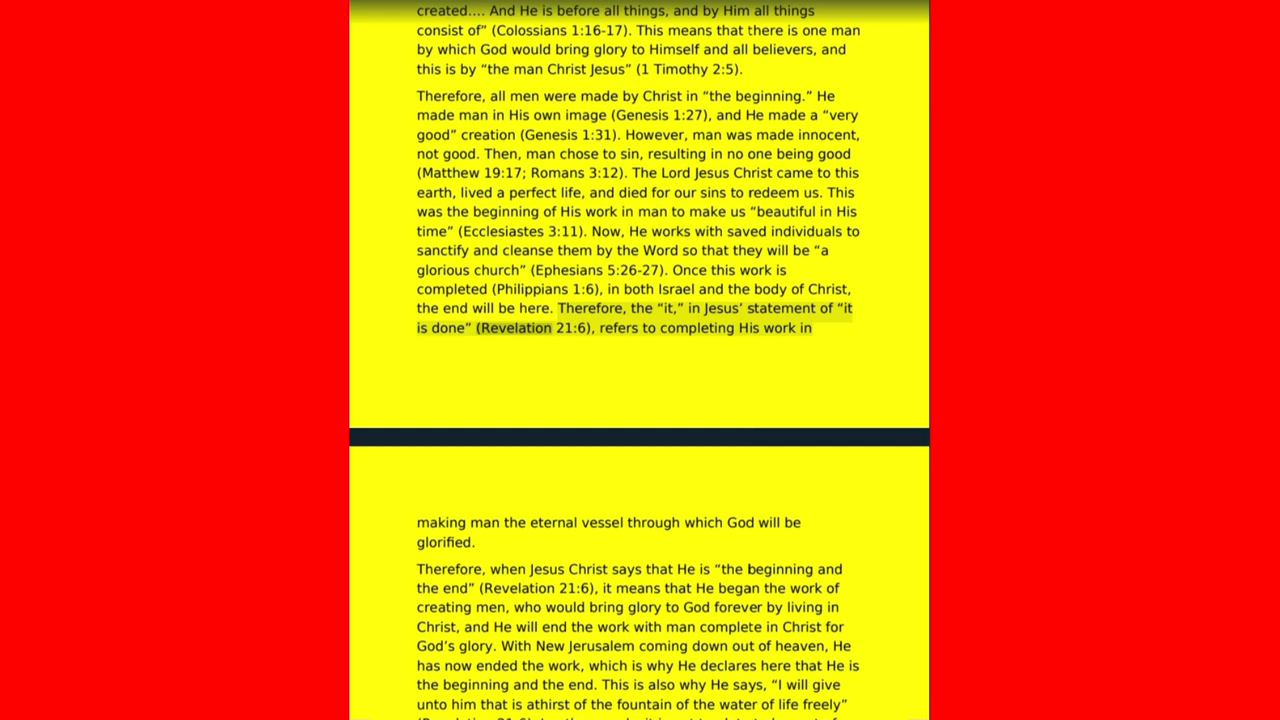 created.... And He is before all things, and by Him all things
consist of” (Colossians 1:16-17). This means that there is one man
by which God would bring glory to Himself and all believers, and
this is by “the man Christ Jesus” (1 Timothy 2:5).
Therefore, all men were made by Christ in “the beginning.” He
made man in His own image (Genesis 1:27), and He made a “very
good” creation (Genesis 1:31). However, man was made innocent,
not good. Then, man chose to sin, resulting in no one being good
(Matthew 19:17; Romans 3:12). The Lord Jesus Christ came to this
earth, lived a perfect life, and died for our sins to redeem us. This
was the beginning of His work in man to make us “beautiful in His
time” (Ecclesiastes 3:11). Now, He works with saved individuals to
sanctify and cleanse them by the Word so that they will be “a
glorious church” (Ephesians 5:26-27). Once this work is
completed (Philippians 1:6), in both Israel and the body of Christ,
the end will be here. Therefore, the “it,” in Jesus’ statement of “it
is done” (Revelation 21:6), refers to completing His work in
making man the eternal vessel through which God will be
glorified.
Therefore, when Jesus Christ says that He is “the beginning and
the end” (Revelation 21:6), it means that He began the work of
creating men, who would bring glory to God forever by living in
Christ, and He will end the work with man complete in Christ for
God’s glory. With New Jerusalem coming down out of heaven, He
has now ended the work, which is why He declares here that He is
the beginning and the end. This is also why He says, “I will give
unto him that is athirst of the fountain of the water of life freely”